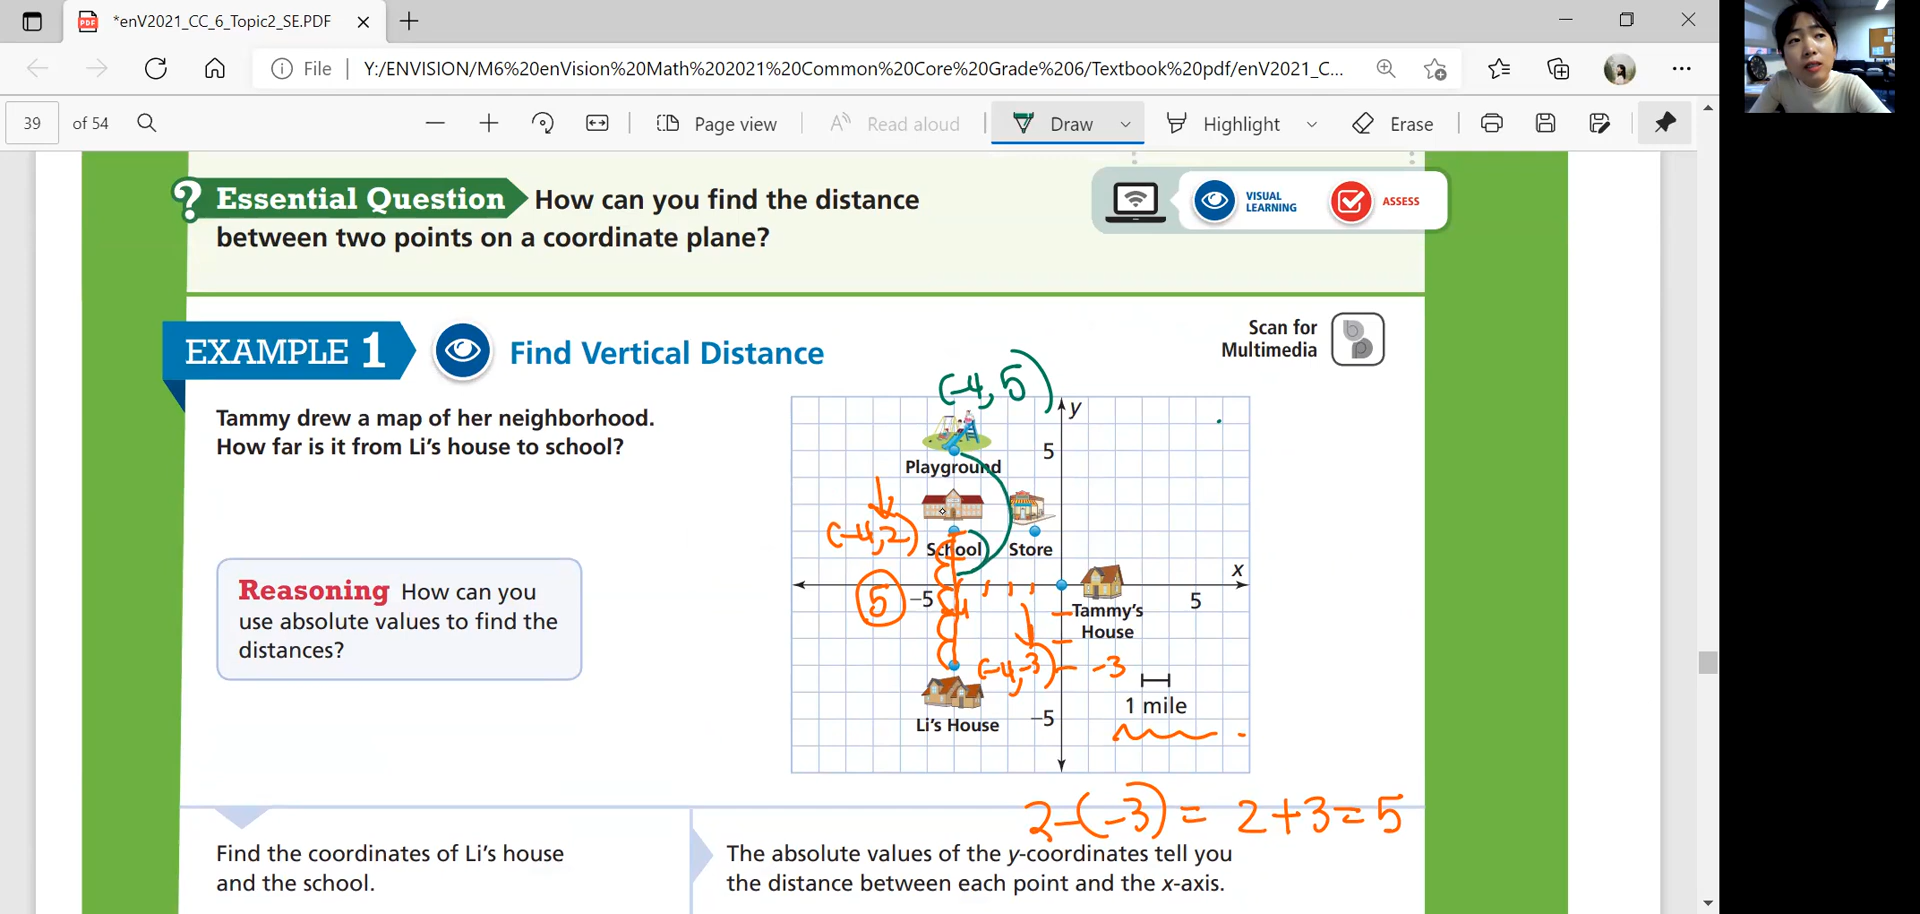 *enV2021_CC_6_Topic2_SE.PDF
File
Y:/ENVISION/M6%20enVision%20Math%202021%20Common%20Core%20Grade%206/Textbook%20pdf/enV2021_C...
39
of 54
Page view
Read aloud
Draw
Highlight
Erase
? Essential Question How can you find the distance
between two points on a coordinate plane?
VISUAL
LEARNING
ASSESS
EXAMPLE 1
Find Vertical Distance
Scan for
Multimedia
Tammy drew a map of her neighborhood.
How far is it from Li’s house to school?
Reasoning How can you
use absolute values to find the
distances?
(-4, 5)
y
5
Playground
(-4,2)
School
Store
x
5
−5
5
Tammy’s
House
(-4,-3)
-3
Li’s House
−5
1 mile
2-(-3) = 2+3=5
Find the coordinates of Li’s house
and the school.
The absolute values of the y-coordinates tell you
the distance between each point and the x-axis.